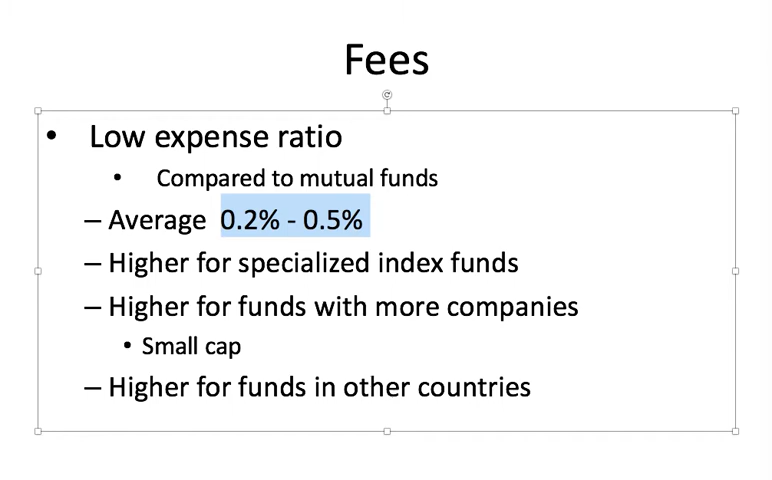 Fees
• Low expense ratio
• Compared to mutual funds
– Average 0.2% - 0.5%
– Higher for specialized index funds
– Higher for funds with more companies
• Small cap
– Higher for funds in other countries